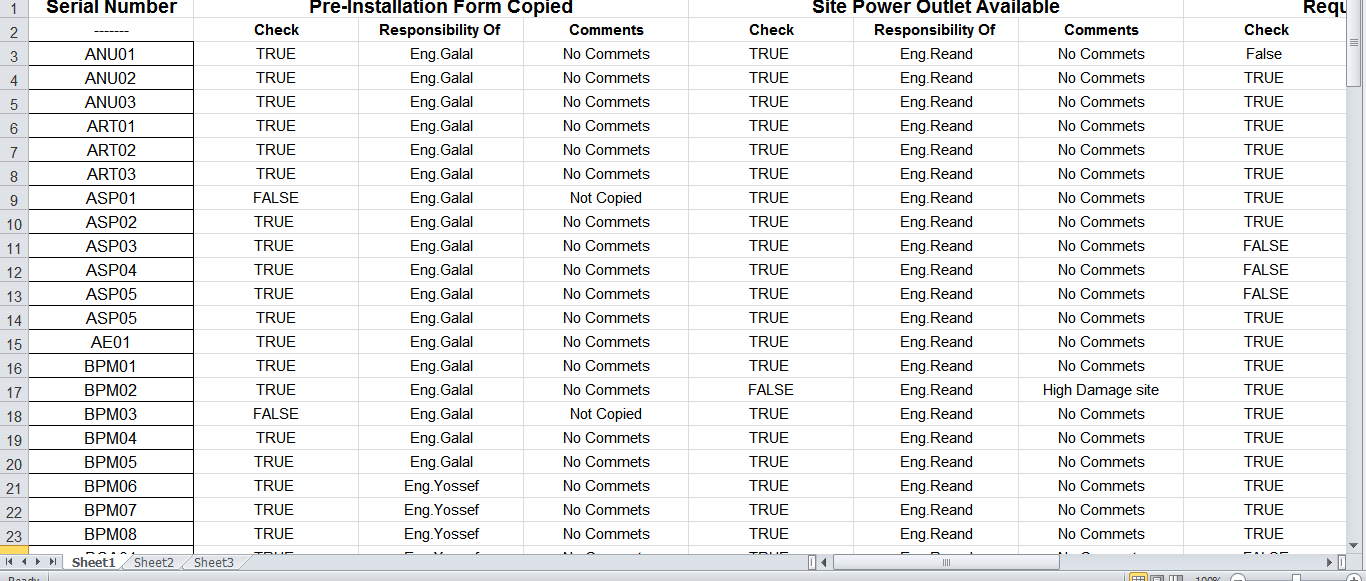 1 Serial Number Pre-Installation Form Copied Site Power Outlet Available Requ
2 ------- Check Responsibility Of Comments Check Responsibility Of Comments Check
3 ANU01 TRUE Eng.Galal No Commets TRUE Eng.Reand No Commets False
4 ANU02 TRUE Eng.Galal No Commets TRUE Eng.Reand No Commets TRUE
5 ANU03 TRUE Eng.Galal No Commets TRUE Eng.Reand No Commets TRUE
6 ART01 TRUE Eng.Galal No Commets TRUE Eng.Reand No Commets TRUE
7 ART02 TRUE Eng.Galal No Commets TRUE Eng.Reand No Commets TRUE
8 ART03 TRUE Eng.Galal No Commets TRUE Eng.Reand No Commets TRUE
9 ASP01 FALSE Eng.Galal Not Copied TRUE Eng.Reand No Commets TRUE
10 ASP02 TRUE Eng.Galal No Commets TRUE Eng.Reand No Commets TRUE
11 ASP03 TRUE Eng.Galal No Commets TRUE Eng.Reand No Commets FALSE
12 ASP04 TRUE Eng.Galal No Commets TRUE Eng.Reand No Commets FALSE
13 ASP05 TRUE Eng.Galal No Commets TRUE Eng.Reand No Commets FALSE
14 ASP05 TRUE Eng.Galal No Commets TRUE Eng.Reand No Commets TRUE
15 AE01 TRUE Eng.Galal No Commets TRUE Eng.Reand No Commets TRUE
16 BPM01 TRUE Eng.Galal No Commets TRUE Eng.Reand No Commets TRUE
17 BPM02 TRUE Eng.Galal No Commets FALSE Eng.Reand High Damage site TRUE
18 BPM03 FALSE Eng.Galal Not Copied TRUE Eng.Reand No Commets TRUE
19 BPM04 TRUE Eng.Galal No Commets TRUE Eng.Reand No Commets TRUE
20 BPM05 TRUE Eng.Galal No Commets TRUE Eng.Reand No Commets TRUE
21 BPM06 TRUE Eng.Yossef No Commets TRUE Eng.Reand No Commets TRUE
22 BPM07 TRUE Eng.Yossef No Commets TRUE Eng.Reand No Commets TRUE
23 BPM08 TRUE Eng.Yossef No Commets TRUE Eng.Reand No Commets TRUE
Sheet1 Sheet2 Sheet3
Ready 100%